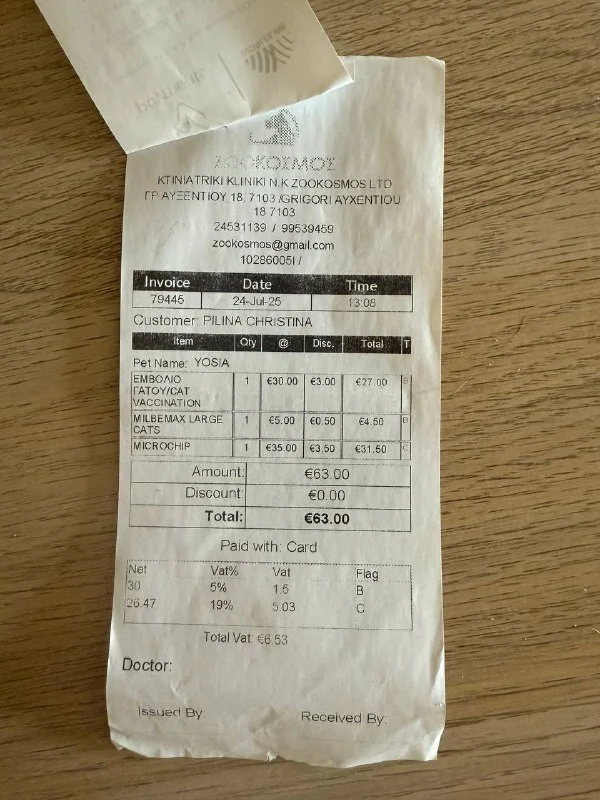 ΖΟΟΚΟΣΜΟΣ
KTINIATRIKI KLINIKI N.K ZOOKOSMOS LTD
ΓΡ ΑΥΞΕΝΤΙΟΥ 18, 7103 /GRIGORI AYXENTIOU
18 7103
24531139 / 99539459
zookosmos@gmail.com
10286005I /
Invoice Date Time
79445 24-Jul-25 13:08
Customer: PILINA CHRISTINA
Item Qty @ Disc. Total T
Pet Name: YOSIA
ΕΜΒΟΛΙΟ 1 €30.00 €3.00 €27.00 B
ΓΑΤΟΥ/CAT
VACCINATION
MILBEMAX LARGE 1 €5.00 €0.50 €4.50 B
CATS
MICROCHIP 1 €35.00 €3.50 €31.50 C
Amount: €63.00
Discount: €0.00
Total: €63.00
Paid with: Card
Net Vat% Vat Flag
30 5% 1.5 B
26.47 19% 5.03 C
Total Vat: €6.53
Doctor:
Issued By: Received By: